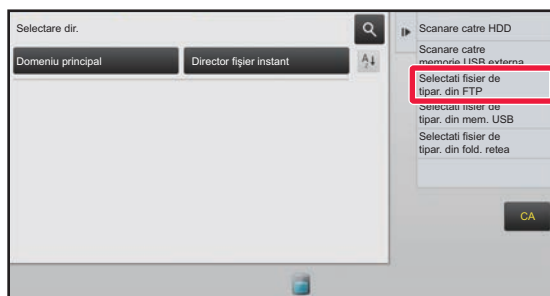 Selectare dir.
Domeniu principal
Director fișier instant
Scanare catre HDD
Scanare catre
memorie USB externa
Selectati fisier de
tipar. din FTP
Selectati fisier de
tipar. din mem. USB
Selectati fisier de
tipar. din fold. retea
CA